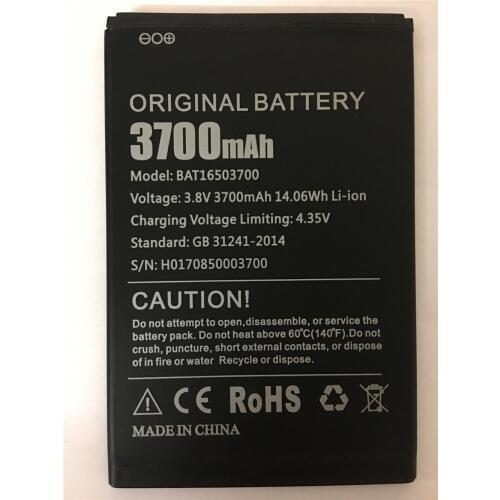 ORIGINAL BATTERY
3700mAh
Model: BAT16503700
Voltage: 3.8V 3700mAh 14.06Wh Li-ion
Charging Voltage Limiting: 4.35V
Standard: GB 31241-2014
S/N: H0170850003700
CAUTION!
Do not attempt to open,disassemble, or service the
battery pack. Do not heat above 60°C(140°F).Do not
crush, puncture, short external contacts, or dispose
of in fire or water Recycle or dispose.
CE RoHS
MADE IN CHINA